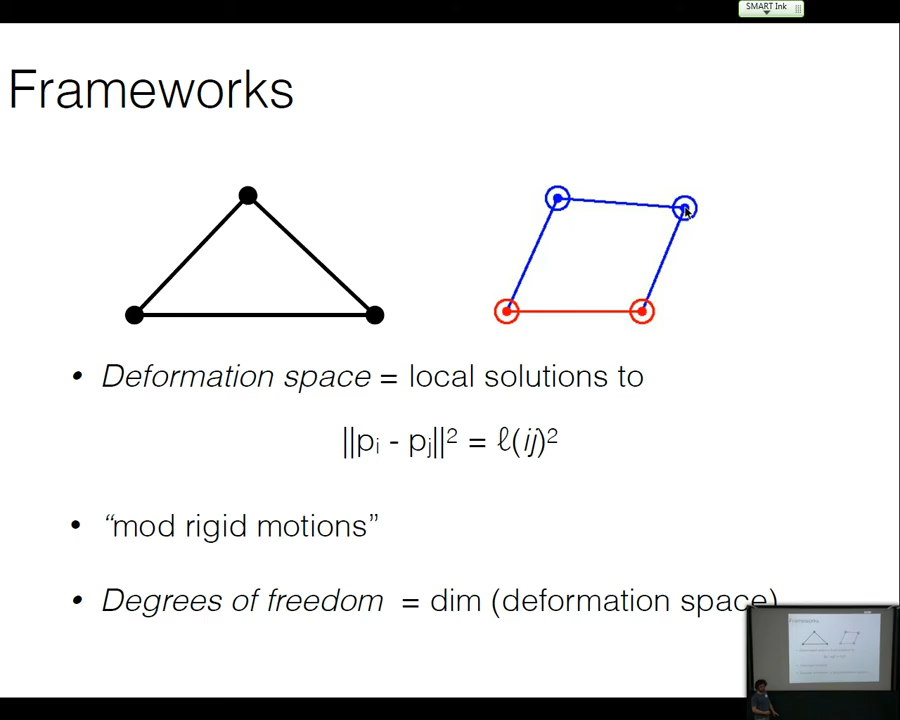 SMART Ink
Frameworks
• Deformation space = local solutions to
||pᵢ - pⱼ||² = ℓ(ij)²
• “mod rigid motions”
• Degrees of freedom = dim (deformation space)
Frameworks